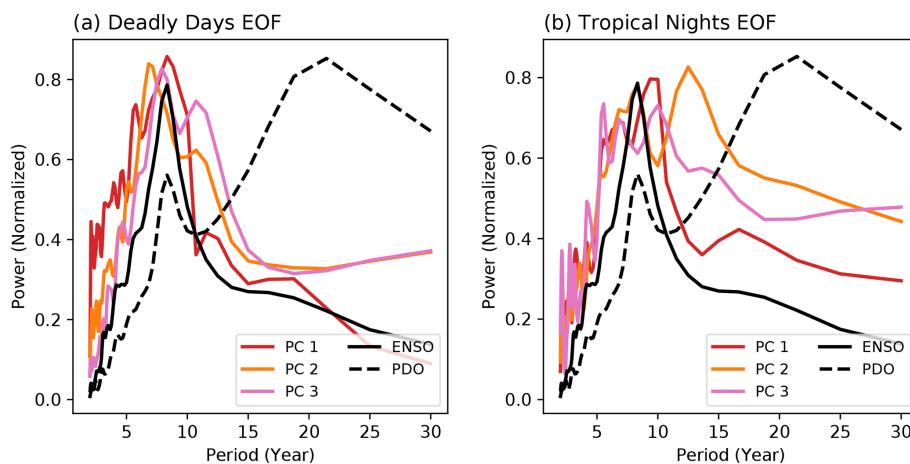 (a) Deadly Days EOF
Power (Normalized)
0.8
0.6
0.4
0.2
0.0
5 10 15 20 25 30
Period (Year)
PC 1
PC 2
PC 3
ENSO
PDO
(b) Tropical Nights EOF
Power (Normalized)
0.8
0.6
0.4
0.2
0.0
5 10 15 20 25 30
Period (Year)
PC 1
PC 2
PC 3
ENSO
PDO